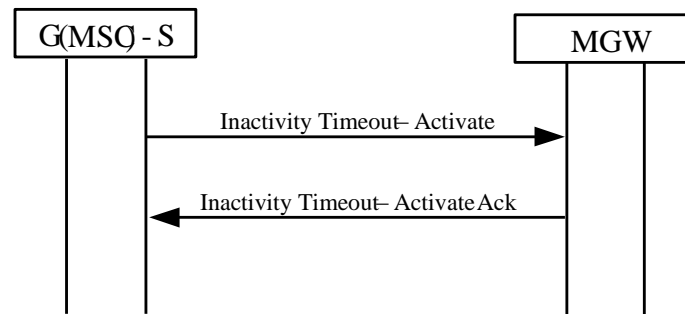 G(MSC) - S
MGW
Inactivity Timeout– Activate
Inactivity Timeout– Activate Ack